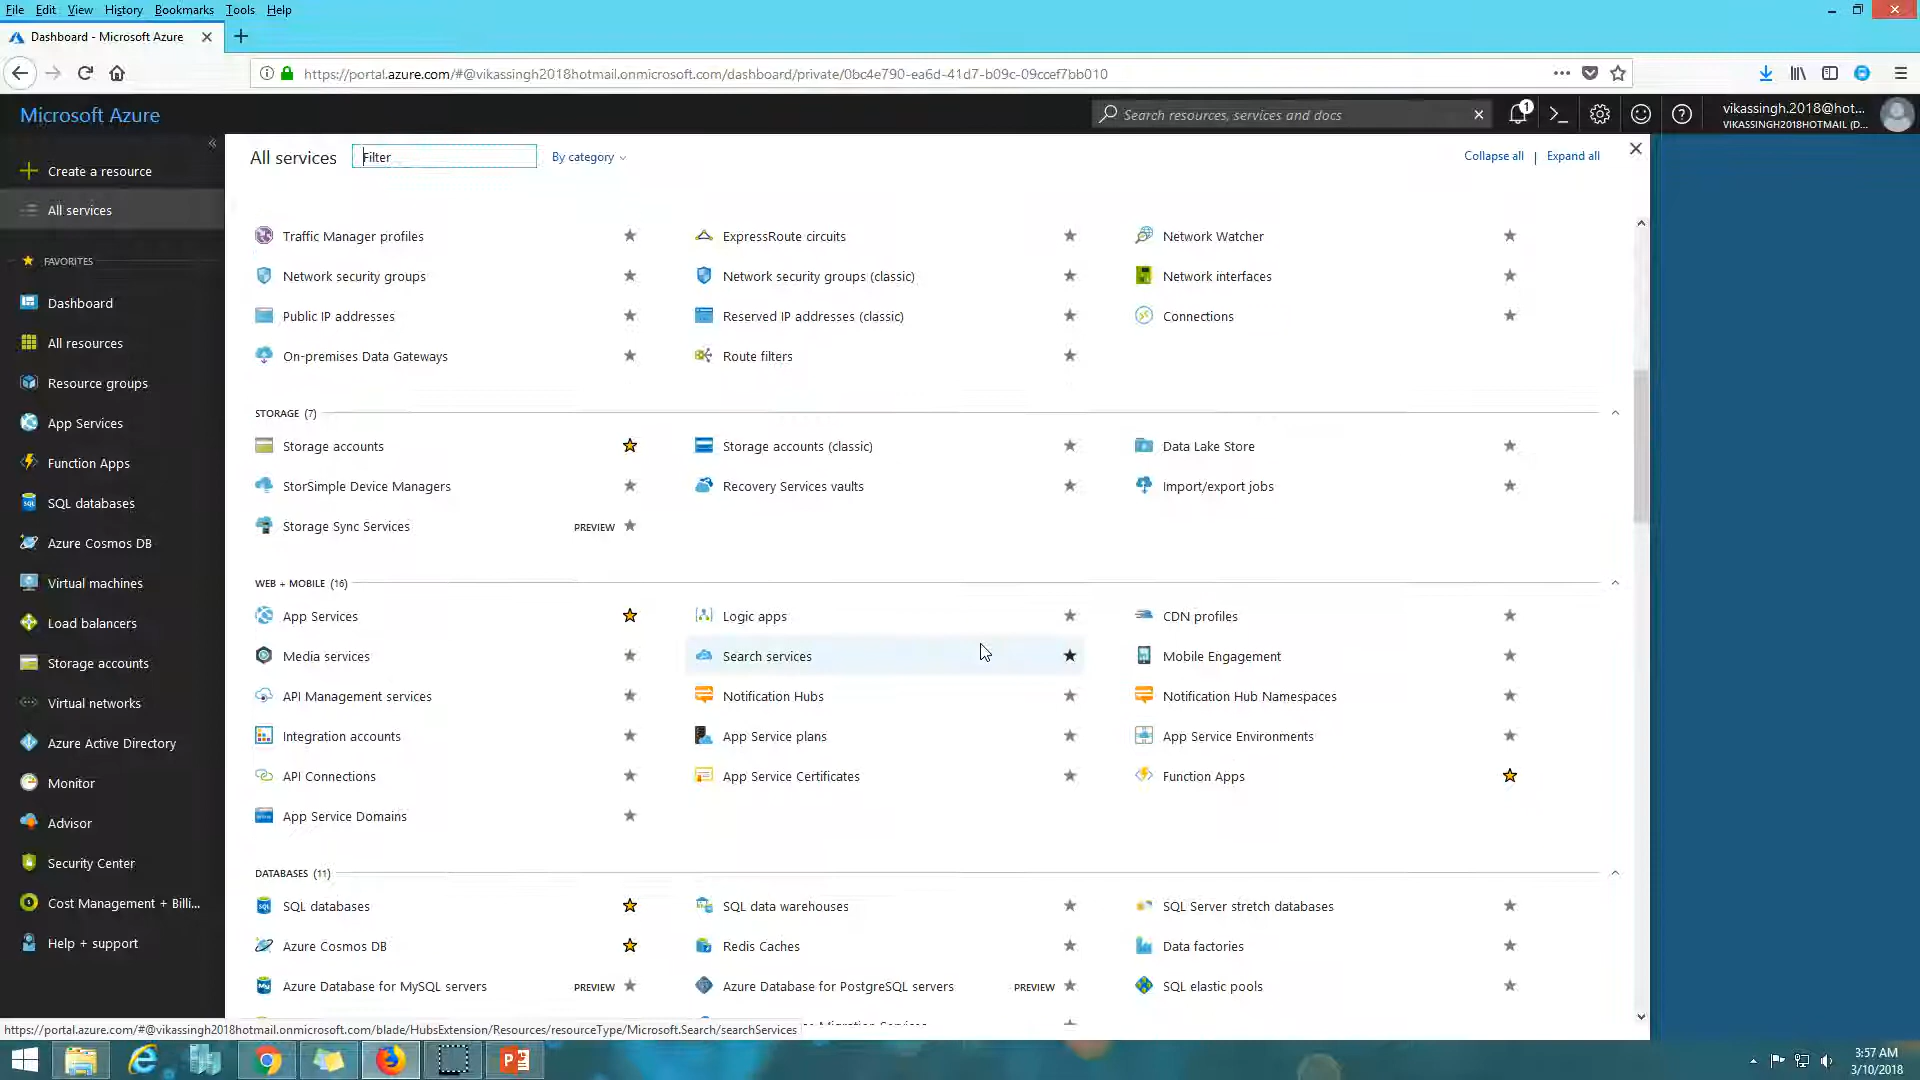 File Edit View History Bookmarks Tools Help
Dashboard - Microsoft Azure
https://portal.azure.com/#@vikassingh2018hotmail.onmicrosoft.com/dashboard/private/0bc4e790-ea6d-41d7-b09c-09ccef7bb010
Microsoft Azure
Search resources, services and docs
1
vikassingh.2018@hot...
VIKASSINGH2018HOTMAIL (D...
Create a resource
All services
FAVORITES
Dashboard
All resources
Resource groups
App Services
Function Apps
SQL databases
Azure Cosmos DB
Virtual machines
Load balancers
Storage accounts
Virtual networks
Azure Active Directory
Monitor
Advisor
Security Center
Cost Management + Billi...
Help + support
All services
Filter
By category
Collapse all | Expand all
Traffic Manager profiles
ExpressRoute circuits
Network Watcher
Network security groups
Network security groups (classic)
Network interfaces
Public IP addresses
Reserved IP addresses (classic)
Connections
On-premises Data Gateways
Route filters
STORAGE (7)
Storage accounts
Storage accounts (classic)
Data Lake Store
StorSimple Device Managers
Recovery Services vaults
Import/export jobs
Storage Sync Services PREVIEW
WEB + MOBILE (16)
App Services
Logic apps
CDN profiles
Media services
Search services
Mobile Engagement
API Management services
Notification Hubs
Notification Hub Namespaces
Integration accounts
App Service plans
App Service Environments
API Connections
App Service Certificates
Function Apps
App Service Domains
DATABASES (11)
SQL databases
SQL data warehouses
SQL Server stretch databases
Azure Cosmos DB
Redis Caches
Data factories
Azure Database for MySQL servers PREVIEW
Azure Database for PostgreSQL servers PREVIEW
SQL elastic pools
https://portal.azure.com/#@vikassingh2018hotmail.onmicrosoft.com/blade/HubsExtension/Resources/resourceType/Microsoft.Search/searchServices
3:57 AM
3/10/2018